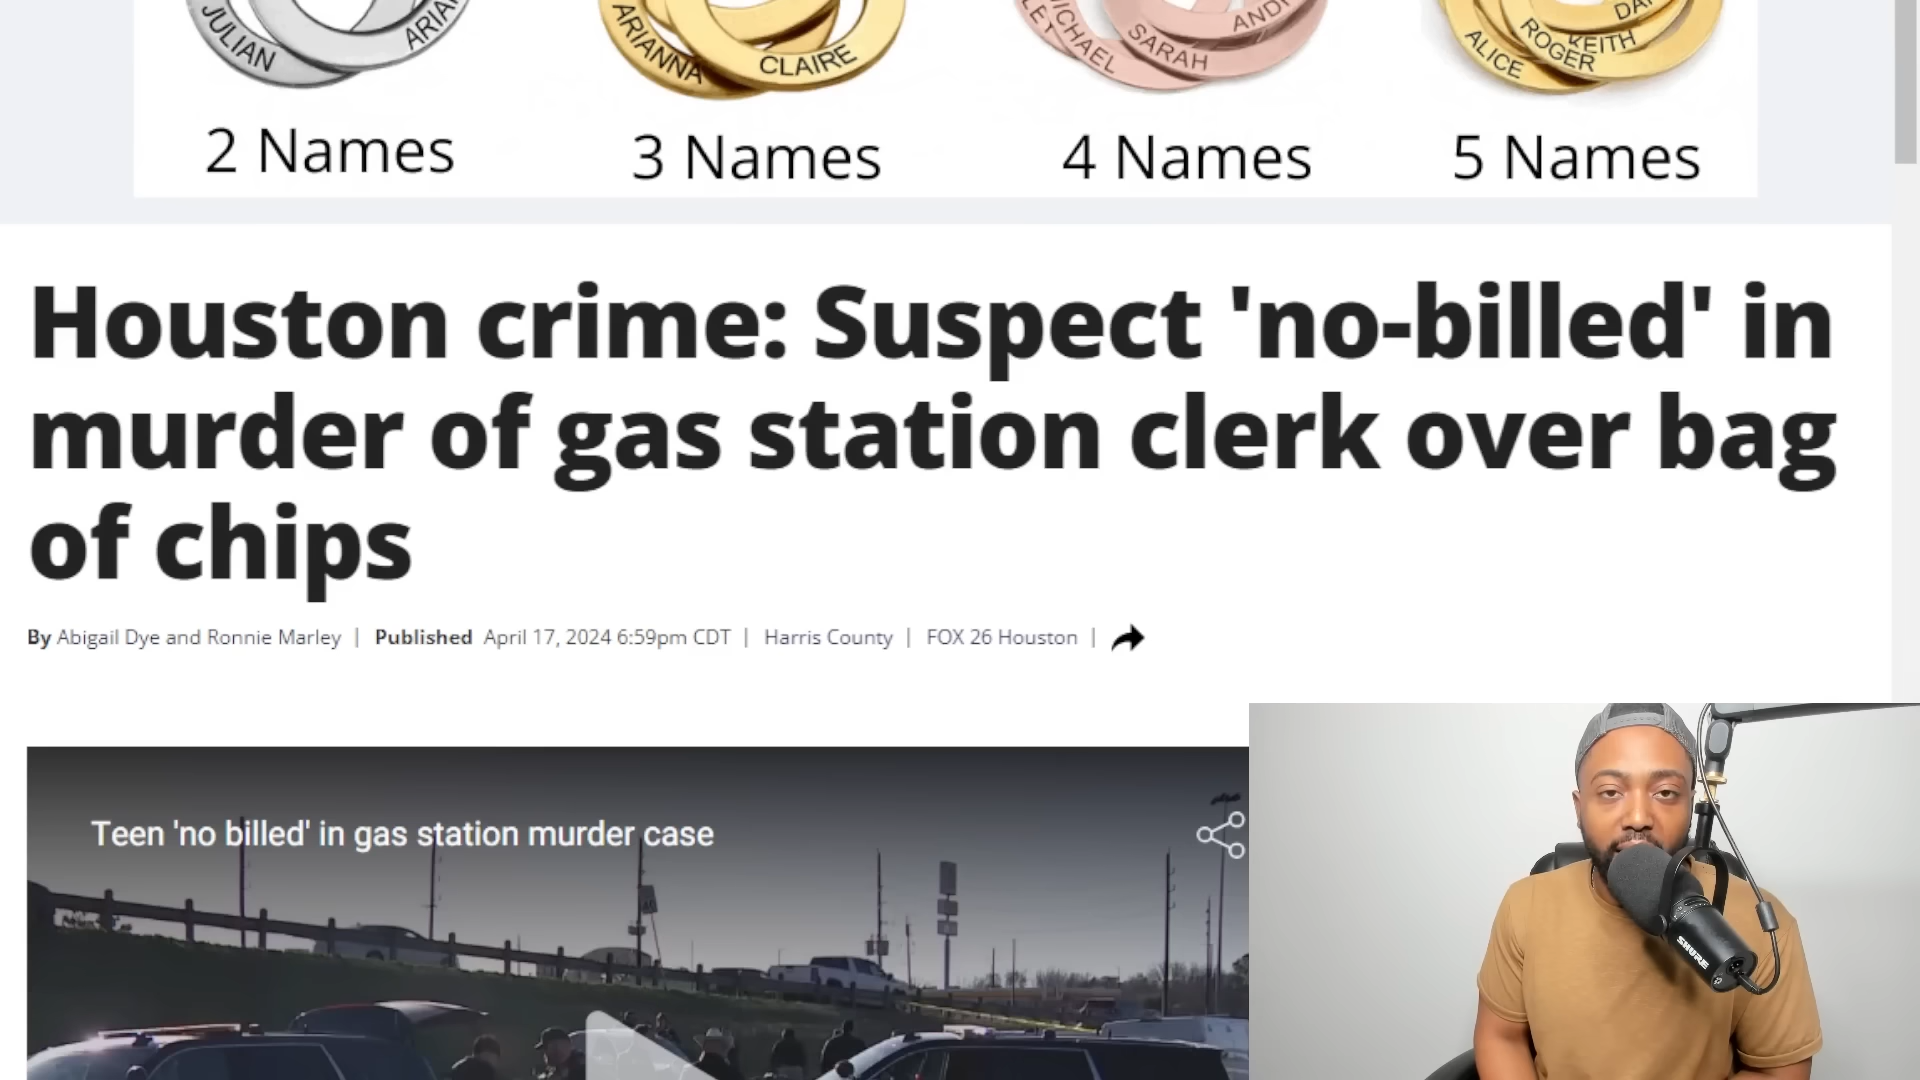 JULIAN
ARIANNA
CLAIRE
MICHAEL
SARAH
ALICE
ROGER
KEITH
2 Names
3 Names
4 Names
5 Names
Houston crime: Suspect 'no-billed' in
murder of gas station clerk over bag
of chips
By Abigail Dye and Ronnie Marley | Published April 17, 2024 6:59pm CDT | Harris County | FOX 26 Houston |
Teen 'no billed' in gas station murder case
SHURE